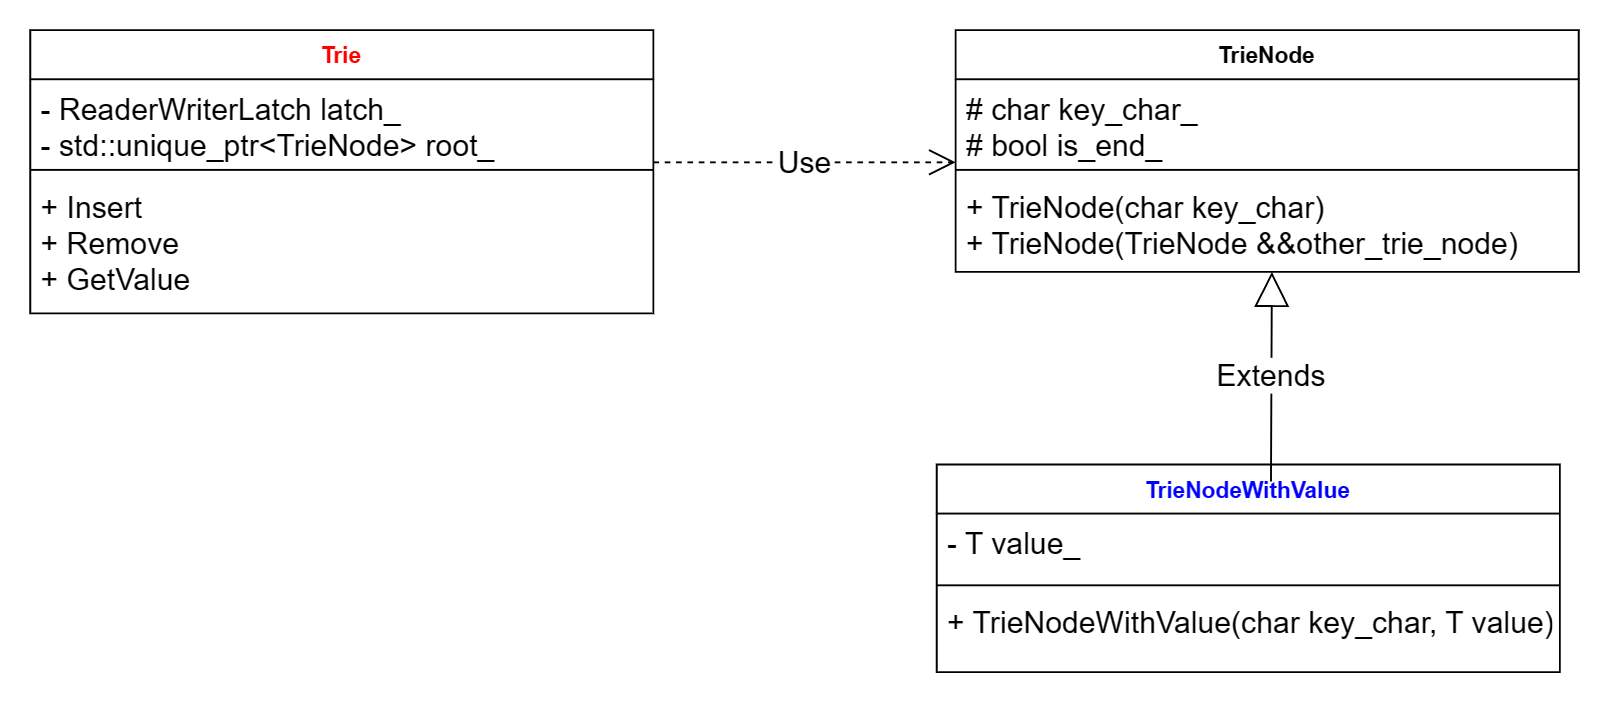 Trie
- ReaderWriterLatch latch_
- std::unique_ptr<TrieNode> root_
+ Insert
+ Remove
+ GetValue
Use
TrieNode
# char key_char_
# bool is_end_
+ TrieNode(char key_char)
+ TrieNode(TrieNode &&other_trie_node)
Extends
TrieNodeWithValue
- T value_
+ TrieNodeWithValue(char key_char, T value)